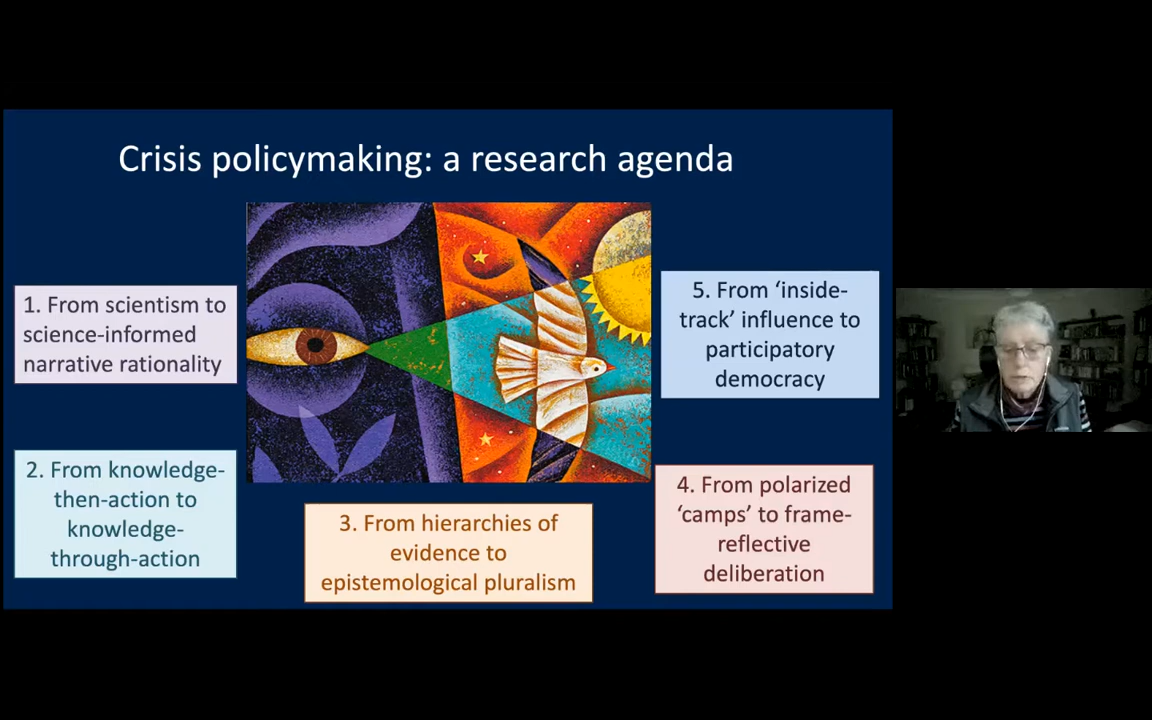 Crisis policymaking: a research agenda
1. From scientism to
science-informed
narrative rationality
2. From knowledge-
then-action to
knowledge-
through-action
3. From hierarchies of
evidence to
epistemological pluralism
4. From polarized
‘camps’ to frame-
reflective
deliberation
5. From ‘inside-
track’ influence to
participatory
democracy